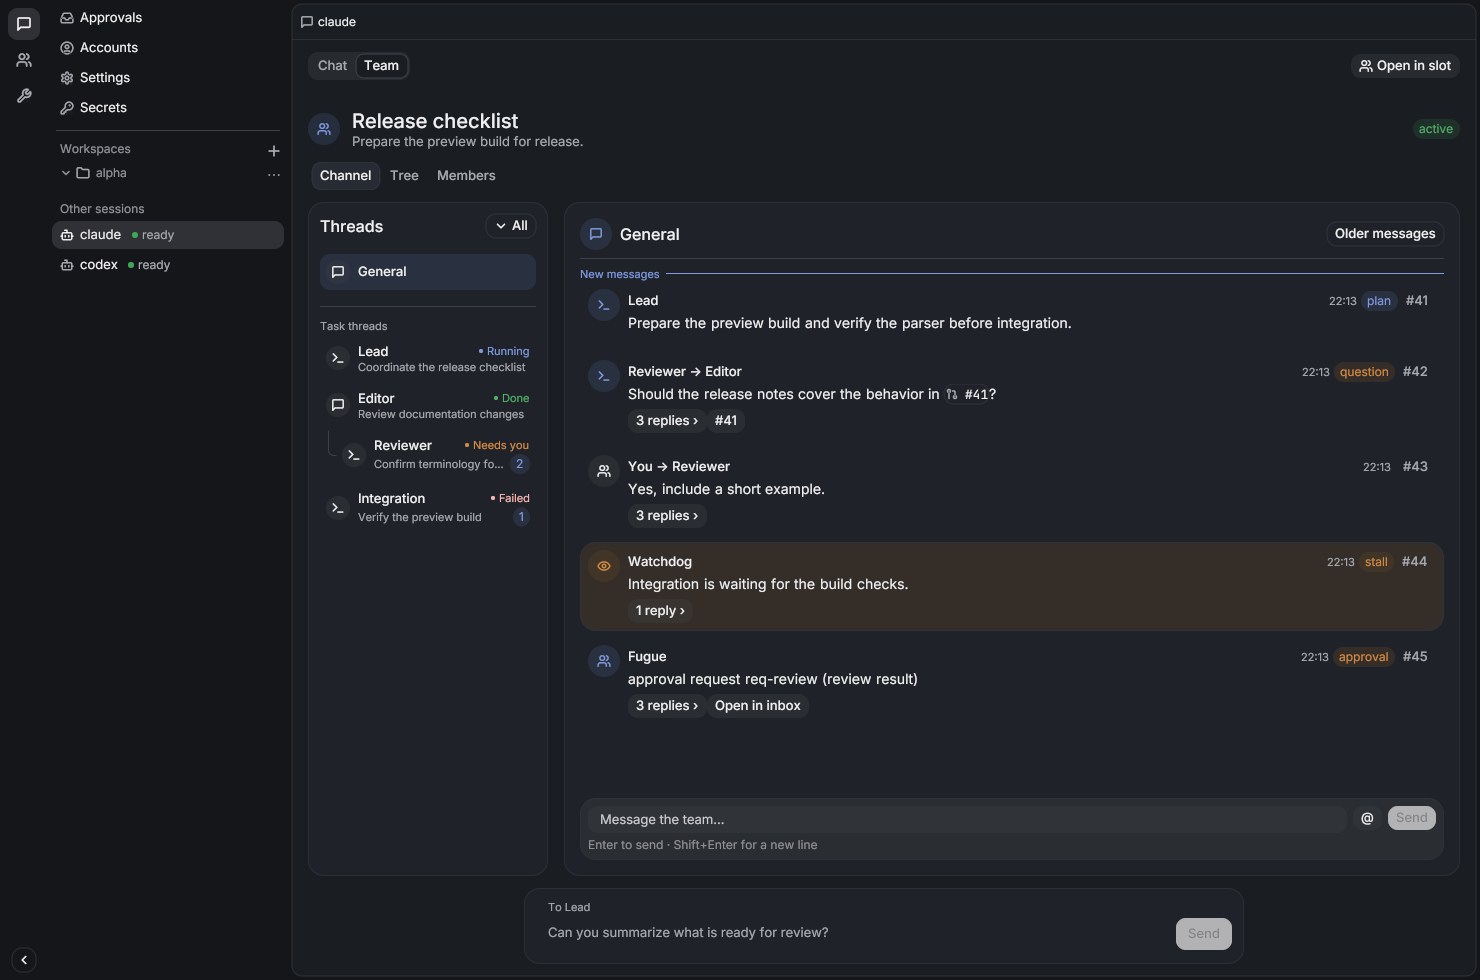 Approvals
Accounts
Settings
Secrets
Workspaces
alpha
Other sessions
claude ready
codex ready
claude
Chat Team
Open in slot
Release checklist
Prepare the preview build for release.
active
Channel Tree Members
Threads
All
General
Task threads
Lead Running
Coordinate the release checklist
Editor Done
Review documentation changes
Reviewer Needs you
Confirm terminology fo... 2
Integration Failed
Verify the preview build 1
General
Older messages
New messages
Lead 22:13 plan #41
Prepare the preview build and verify the parser before integration.
Reviewer → Editor 22:13 question #42
Should the release notes cover the behavior in #41?
3 replies › #41
You → Reviewer 22:13 #43
Yes, include a short example.
3 replies ›
Watchdog 22:13 stall #44
Integration is waiting for the build checks.
1 reply ›
Fugue 22:13 approval #45
approval request req-review (review result)
3 replies › Open in inbox
Message the team... @ Send
Enter to send · Shift+Enter for a new line
To Lead
Can you summarize what is ready for review?
Send